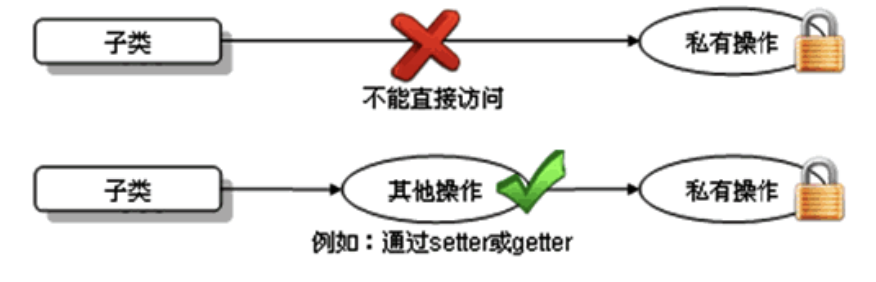 子类
私有操作
不能直接访问
子类
其他操作
私有操作
例如：通过setter或getter